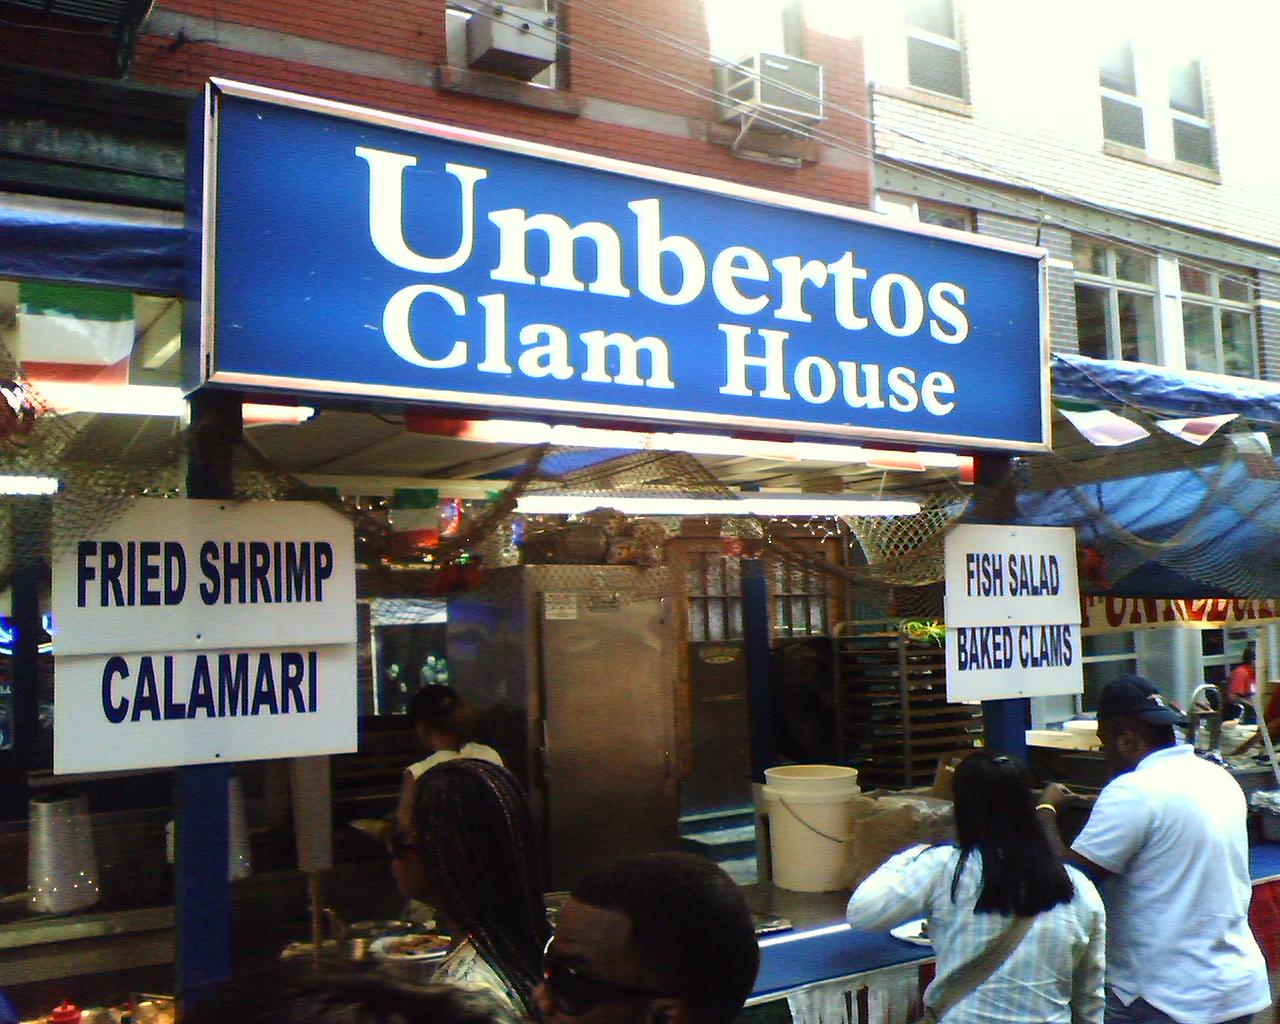 Umbertos
Clam House
FRIED SHRIMP
CALAMARI
FISH SALAD
BAKED CLAMS